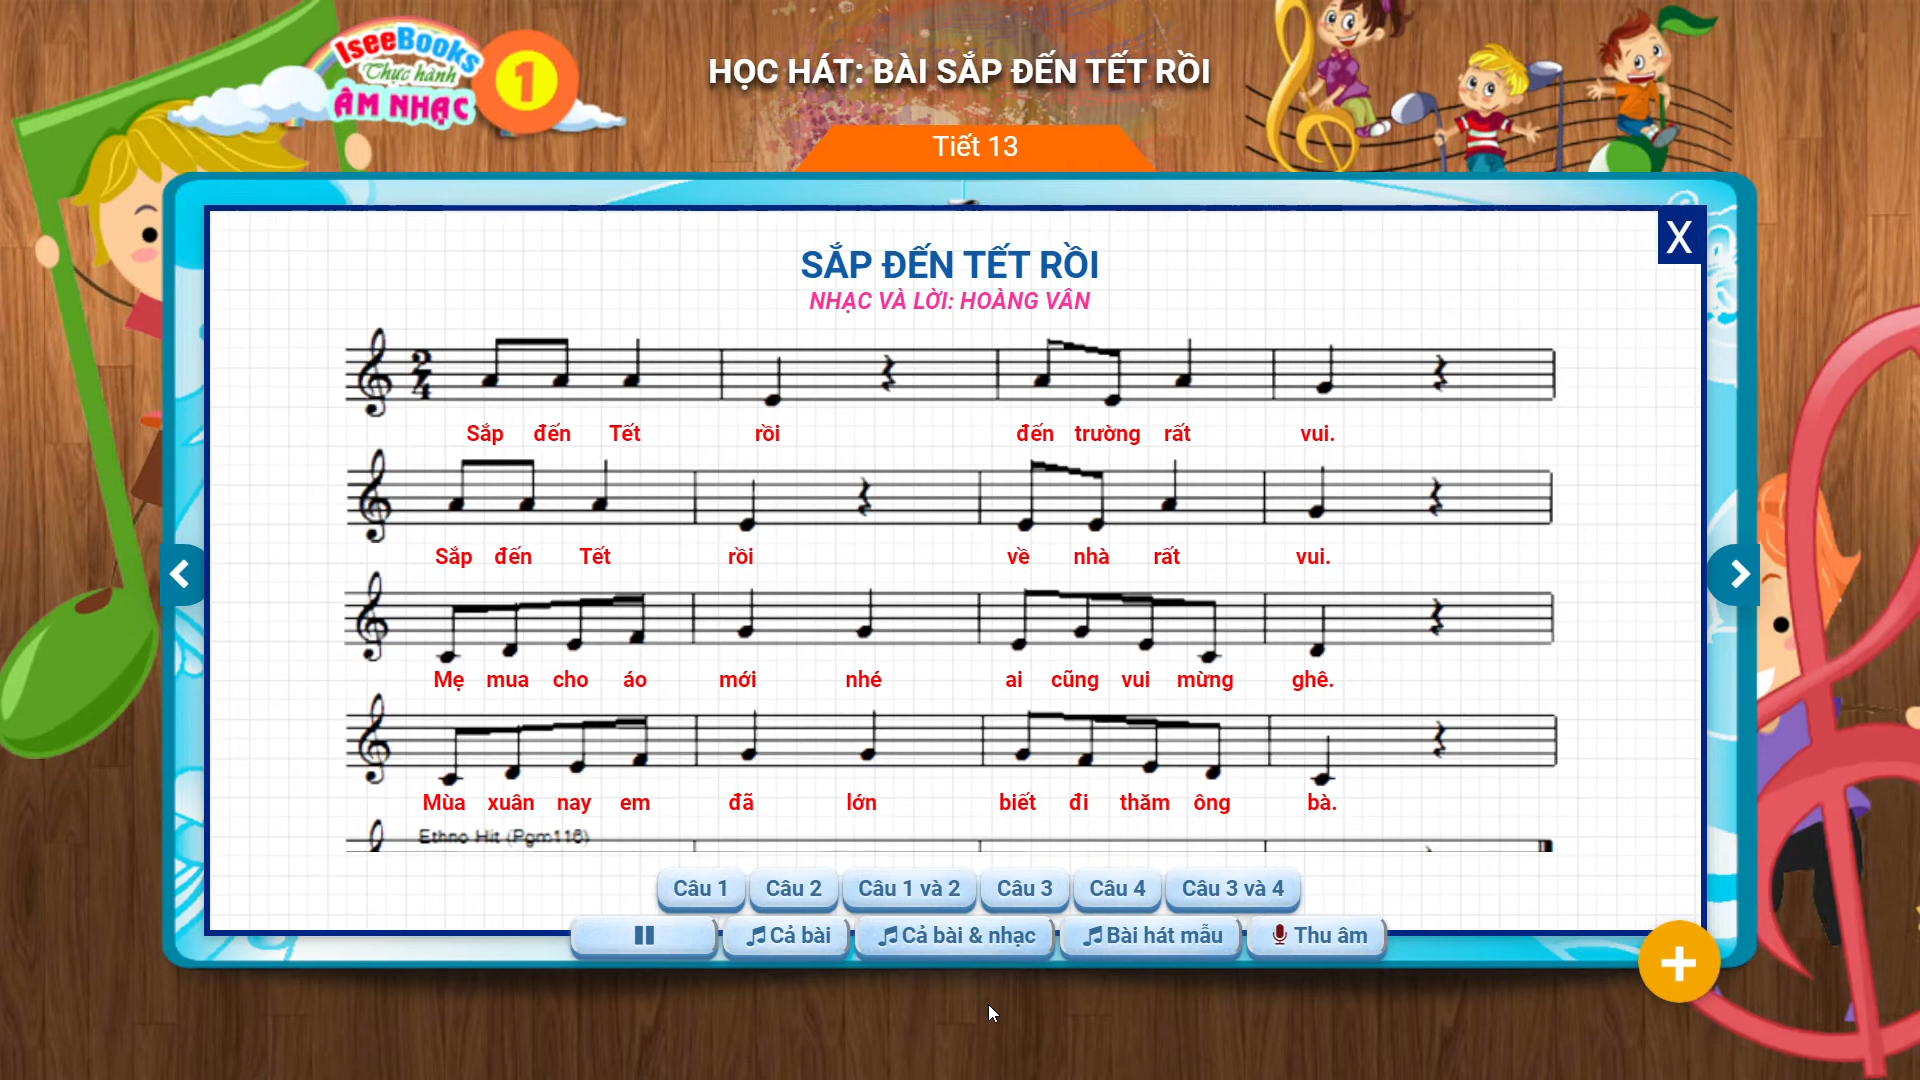 IseeBooks
Thực hành
ÂM NHẠC
1
HỌC HÁT: BÀI SẮP ĐẾN TẾT RỒI
Tiết 13
X
SẮP ĐẾN TẾT RỒI
NHẠC VÀ LỜI: HOÀNG VÂN
2
4
Sắp đến Tết rồi đến trường rất vui.
Sắp đến Tết rồi về nhà rất vui.
Mẹ mua cho áo mới nhé ai cũng vui mừng ghê.
Mùa xuân nay em đã lớn biết đi thăm ông bà.
Ethno Hit (Pgm116)
Câu 1 Câu 2 Câu 1 và 2 Câu 3 Câu 4 Câu 3 và 4
Cả bài Cả bài & nhạc Bài hát mẫu Thu âm